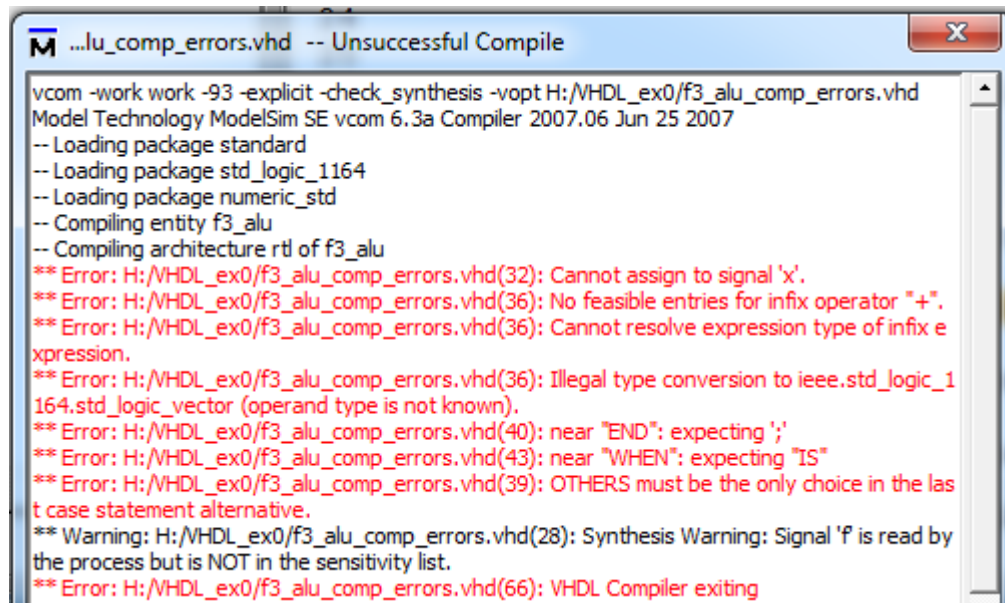 ...lu_comp_errors.vhd -- Unsuccessful Compile
vcom -work work -93 -explicit -check_synthesis -vopt H:/VHDL_ex0/f3_alu_comp_errors.vhd
Model Technology ModelSim SE vcom 6.3a Compiler 2007.06 Jun 25 2007
-- Loading package standard
-- Loading package std_logic_1164
-- Loading package numeric_std
-- Compiling entity f3_alu
-- Compiling architecture rtl of f3_alu
** Error: H:/VHDL_ex0/f3_alu_comp_errors.vhd(32): Cannot assign to signal 'x'.
** Error: H:/VHDL_ex0/f3_alu_comp_errors.vhd(36): No feasible entries for infix operator "+".
** Error: H:/VHDL_ex0/f3_alu_comp_errors.vhd(36): Cannot resolve expression type of infix e
xpression.
** Error: H:/VHDL_ex0/f3_alu_comp_errors.vhd(36): Illegal type conversion to ieee.std_logic_1
164.std_logic_vector (operand type is not known).
** Error: H:/VHDL_ex0/f3_alu_comp_errors.vhd(40): near "END": expecting ';'
** Error: H:/VHDL_ex0/f3_alu_comp_errors.vhd(43): near "WHEN": expecting "IS"
** Error: H:/VHDL_ex0/f3_alu_comp_errors.vhd(39): OTHERS must be the only choice in the las
t case statement alternative.
** Warning: H:/VHDL_ex0/f3_alu_comp_errors.vhd(28): Synthesis Warning: Signal 'f' is read by
the process but is NOT in the sensitivity list.
** Error: H:/VHDL_ex0/f3_alu_comp_errors.vhd(66): VHDL Compiler exiting